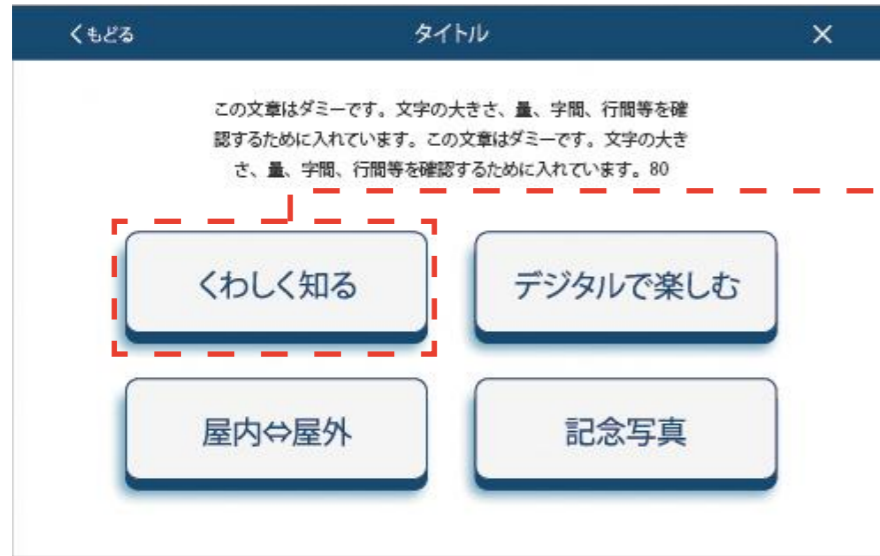 くもどる
タイトル
×
この文章はダミーです。文字の大きさ、量、字間、行間等を確
認するために入れています。この文章はダミーです。文字の大き
さ、量、字間、行間等を確認するために入れています。80
くわしく知る
デジタルで楽しむ
屋内⇔屋外
記念写真